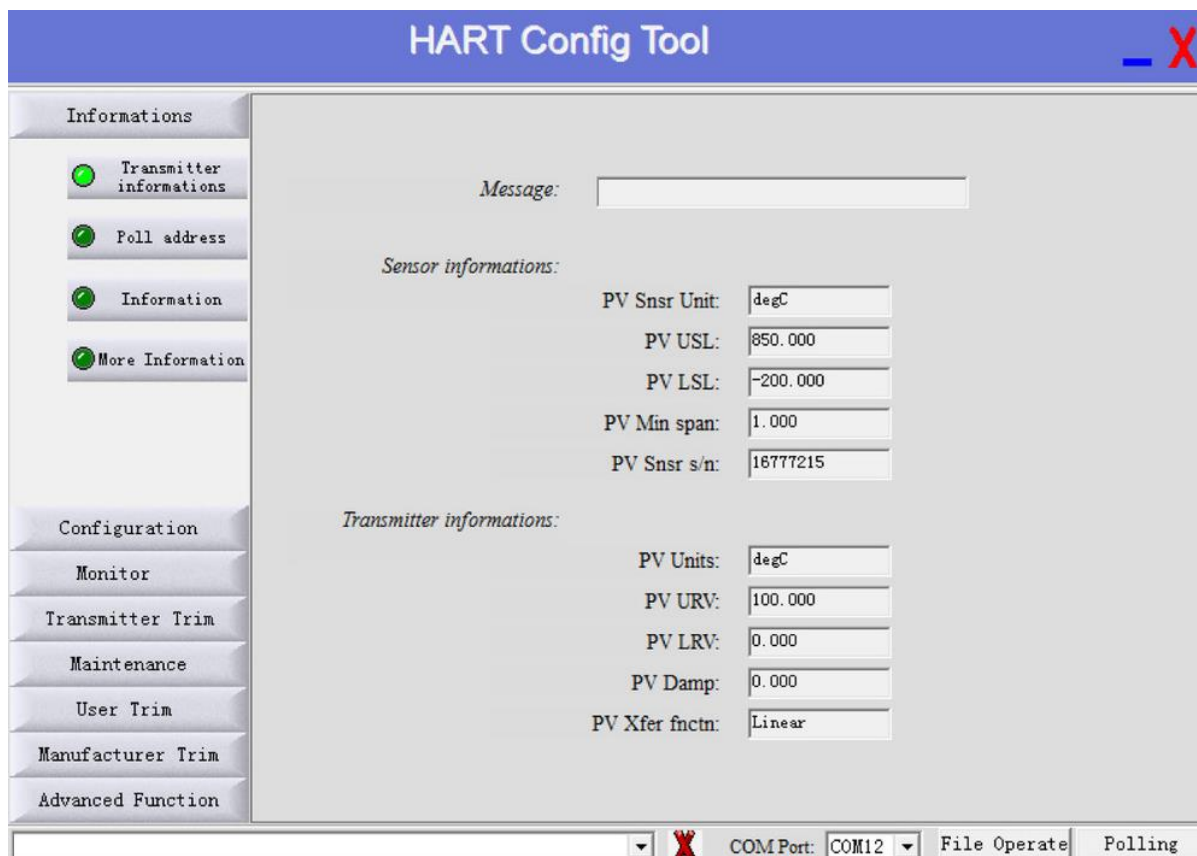 HART Config Tool
Informations
Transmitter
informations
Poll address
Information
More Information
Configuration
Monitor
Transmitter Trim
Maintenance
User Trim
Manufacturer Trim
Advanced Function
Message:
Sensor informations:
PV Snsr Unit: degC
PV USL: 850.000
PV LSL: -200.000
PV Min span: 1.000
PV Snsr s/n: 16777215
Transmitter informations:
PV Units: degC
PV URV: 100.000
PV LRV: 0.000
PV Damp: 0.000
PV Xfer fnctn: Linear
COM Port: COM12 File Operate Polling